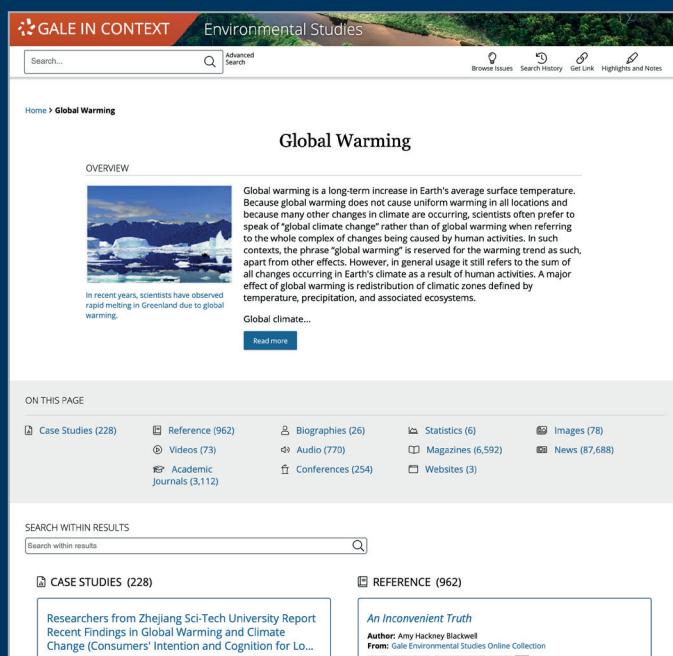 GALE IN CONTEXT Environmental Studies
Search...
Advanced
Search
Browse Issues Search History Get Link Highlights and Notes
Home > Global Warming
Global Warming
OVERVIEW
Global warming is a long-term increase in Earth's average surface temperature.
Because global warming does not cause uniform warming in all locations and
because many other changes in climate are occurring, scientists often prefer to
speak of "global climate change" rather than of global warming when referring
to the whole complex of changes being caused by human activities. In such
contexts, the phrase "global warming" is reserved for the warming trend as such,
apart from other effects. However, in general usage it still refers to the sum of
all changes occurring in Earth's climate as a result of human activities. A major
effect of global warming is redistribution of climatic zones defined by
temperature, precipitation, and associated ecosystems.
Global climate...
Read more
In recent years, scientists have observed
rapid melting in Greenland due to global
warming.
ON THIS PAGE
Case Studies (228) Reference (962) Biographies (26) Statistics (6) Images (78)
Videos (73) Audio (770) Magazines (6,592) News (87,688)
Academic
Journals (3,112) Conferences (254) Websites (3)
SEARCH WITHIN RESULTS
Search within results
CASE STUDIES (228)
Researchers from Zhejiang Sci-Tech University Report
Recent Findings in Global Warming and Climate
Change (Consumers' Intention and Cognition for Lo...
REFERENCE (962)
An Inconvenient Truth
Author: Amy Hackney Blackwell
From: Gale Environmental Studies Online Collection